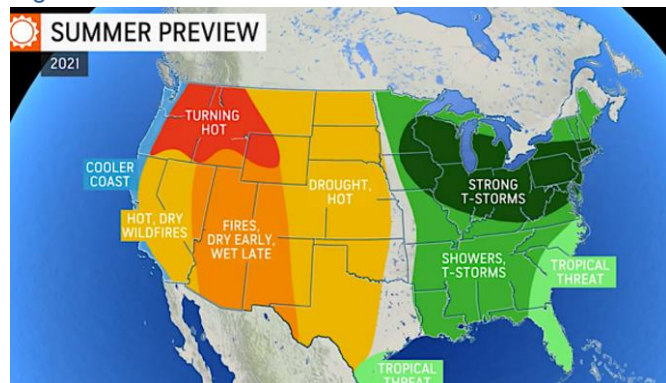 SUMMER PREVIEW
2021
TURNING
HOT
COOLER
COAST
HOT, DRY
WILDFIRES
FIRES,
DRY EARLY,
WET LATE
DROUGHT,
HOT
STRONG
T-STORMS
SHOWERS,
T-STORMS
TROPICAL
THREAT
TROPICAL
THREAT